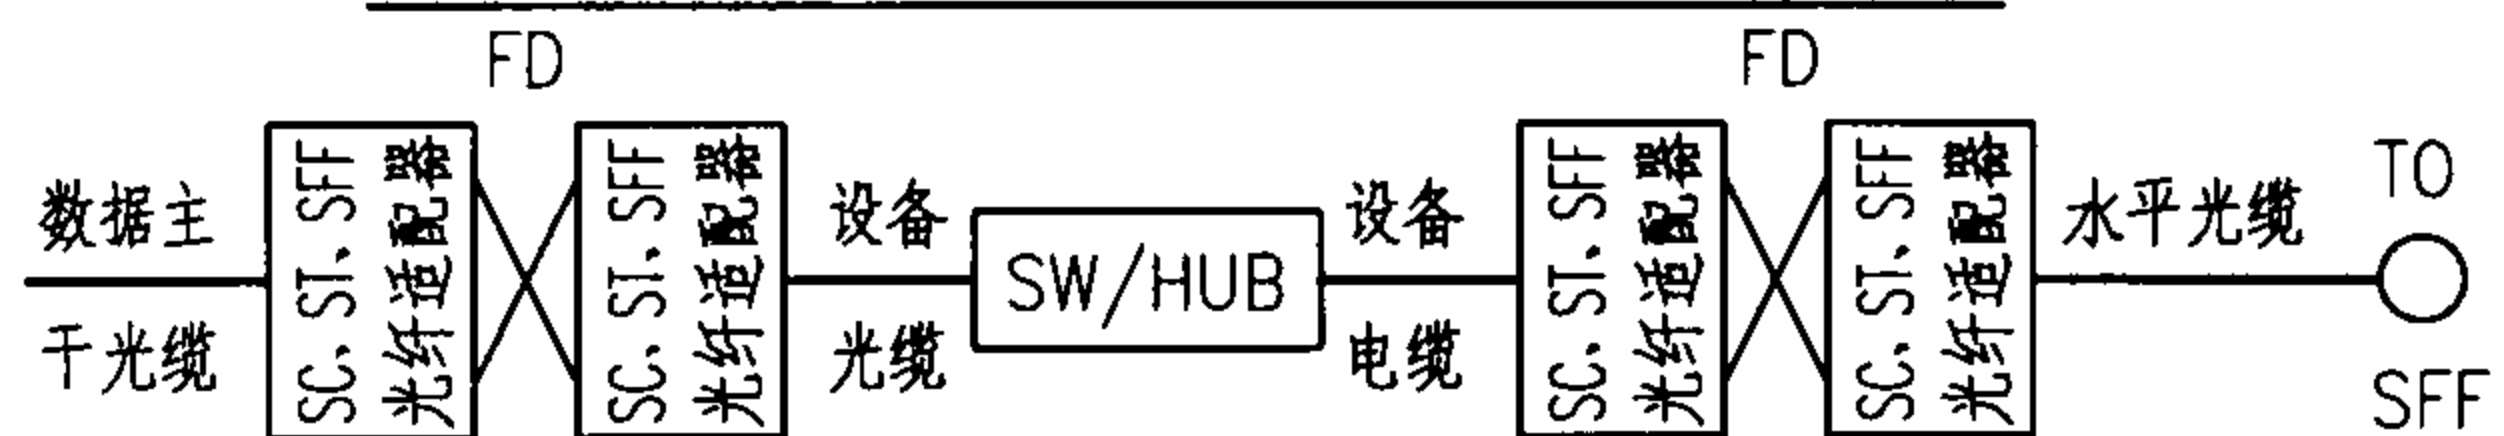 FD
FD
数据主
干光缆
SC. ST. SFF
光纤适配器
SC. ST. SFF
光纤适配器
设备
光缆
SW/HUB
设备
电缆
SC. ST. SFF
光纤适配器
SC. ST. SFF
光纤适配器
水平光缆
TO
SFF